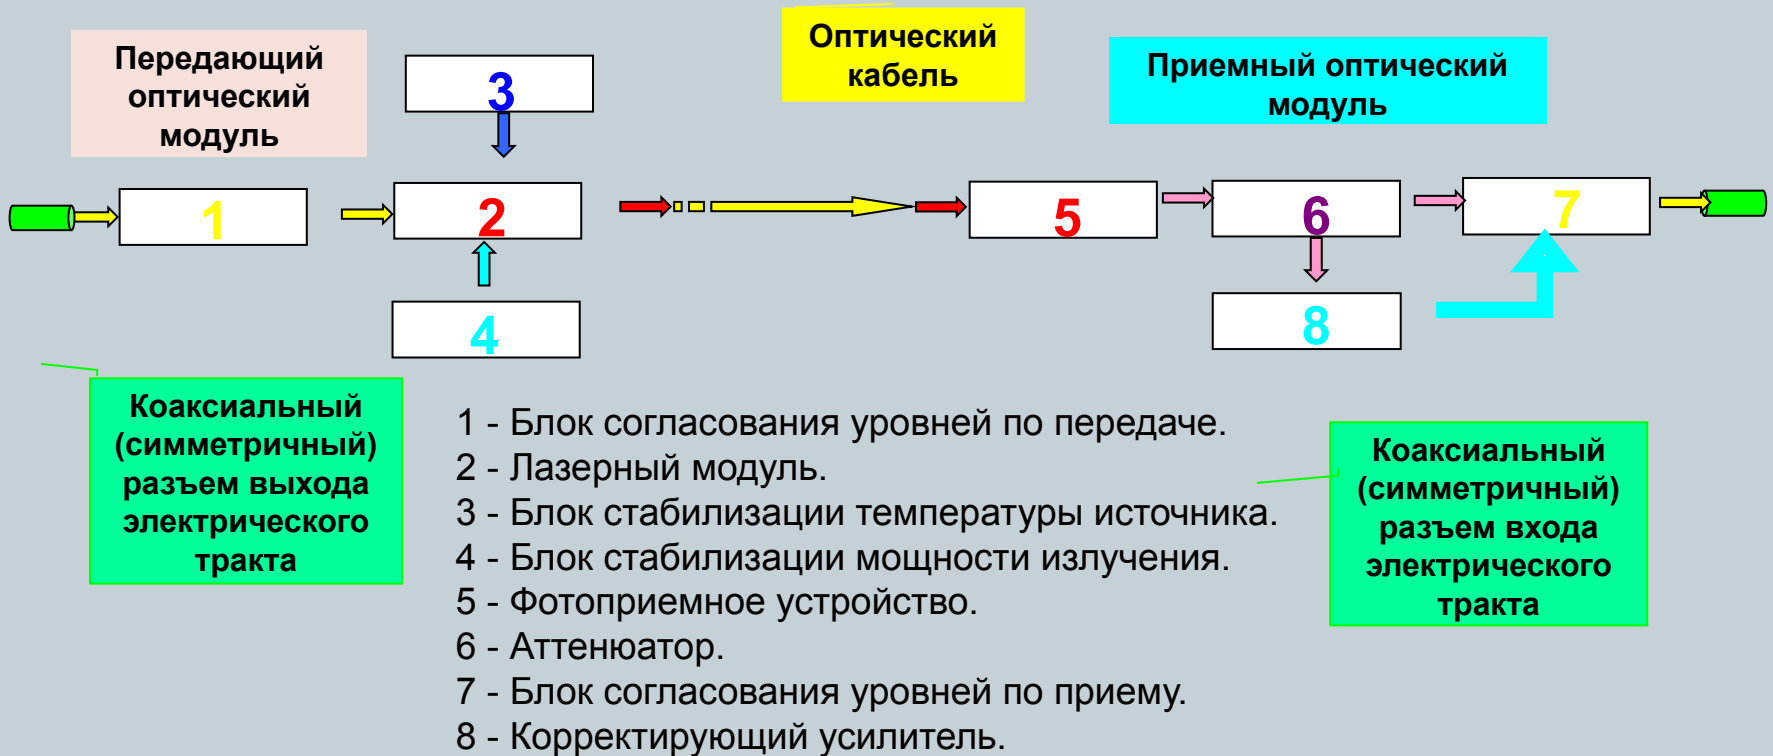 Передающий
оптический
модуль
3
Оптический
кабель
Приемный оптический
модуль
1
2
5
6
7
4
8
Коаксиальный
(симметричный)
разъем выхода
электрического
тракта
1 - Блок согласования уровней по передаче.
2 - Лазерный модуль.
3 - Блок стабилизации температуры источника.
4 - Блок стабилизации мощности излучения.
5 - Фотоприемное устройство.
6 - Аттенюатор.
7 - Блок согласования уровней по приему.
8 - Корректирующий усилитель.
Коаксиальный
(симметричный)
разъем входа
электрического
тракта